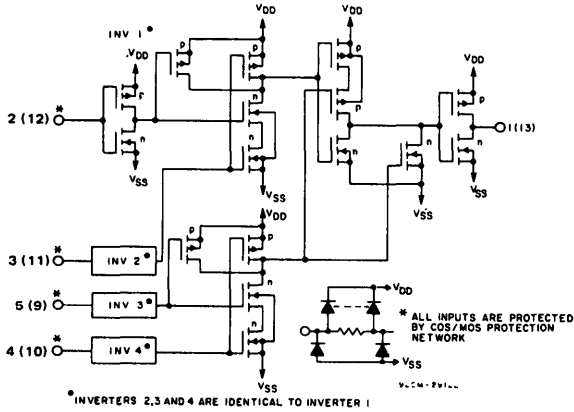 INV 1 •
VDD
VDD
VDD
p
p
p
VDD
VDD
p
p
p
2 (12) *
1(13)
n
n
n
n
n
n
VSS
VSS
VSS
VSS
VDD
3 (11) *
INV 2 •
p
p
5 (9) *
INV 3 •
n
VDD
* ALL INPUTS ARE PROTECTED
BY COS/MOS PROTECTION
NETWORK
4 (10) *
INV 4 •
n
VSS
VSS
• INVERTERS 2,3 AND 4 ARE IDENTICAL TO INVERTER 1